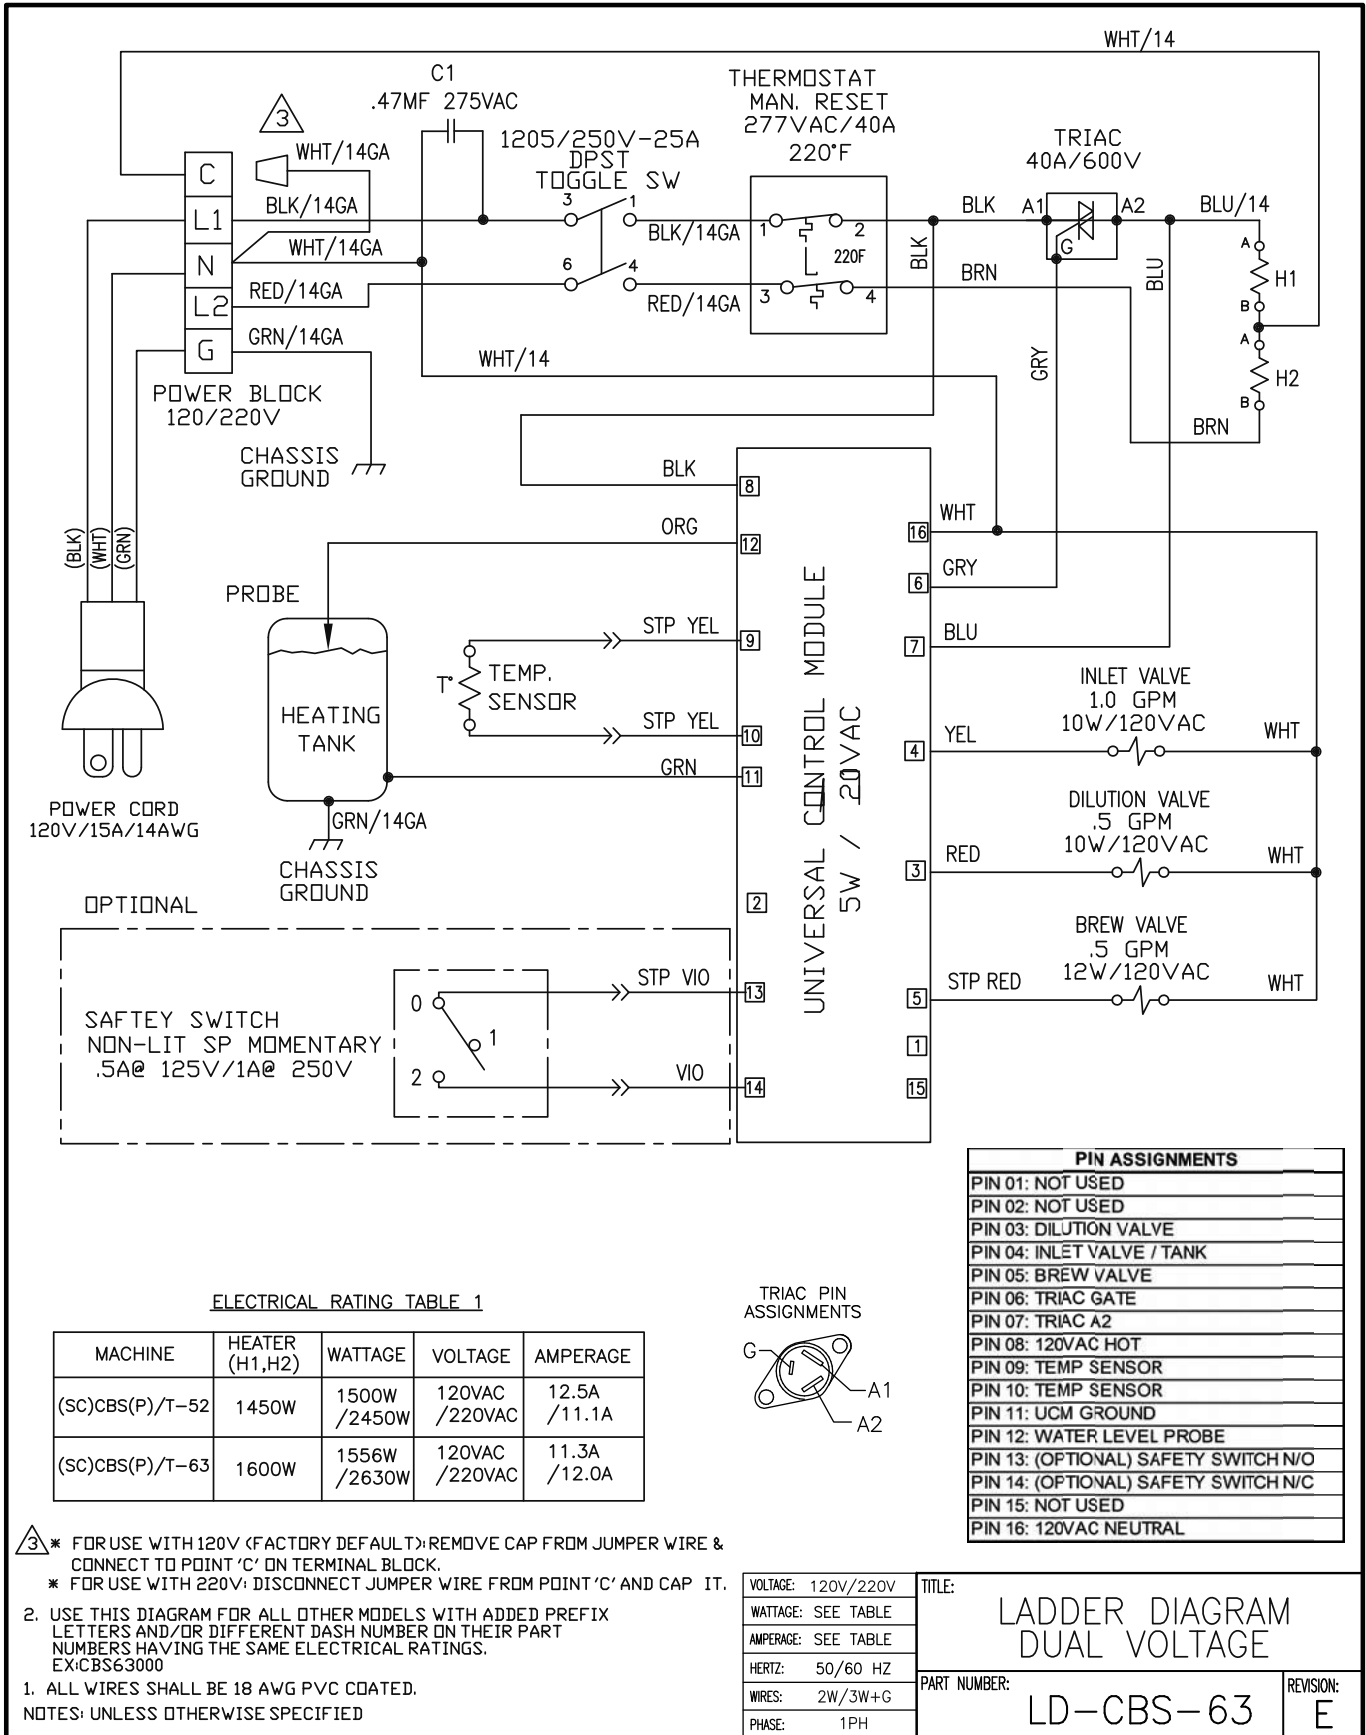 WHT/14
C1
.47MF 275VAC
3
WHT/14GA
1205/250V-25A
DPST
TOGGLE SW
THERMOSTAT
MAN. RESET
277VAC/40A
220°F
TRIAC
40A/600V
C
L1
N
L2
G
BLK/14GA
WHT/14GA
RED/14GA
GRN/14GA
3
1
6
4
BLK/14GA
RED/14GA
1
2
220F
3
4
BLK
BLK
BRN
A1
A2
G
BLU/14
BLU
GRY
A
B
H1
A
B
H2
BRN
WHT/14
POWER BLOCK
120/220V
CHASSIS
GROUND
(BLK)
(WHT)
(GRN)
POWER CORD
120V/15A/14AWG
BLK
8
ORG
12
PROBE
HEATING
TANK
T°
TEMP.
SENSOR
STP YEL
9
STP YEL
10
GRN
11
GRN/14GA
CHASSIS
GROUND
UNIVERSAL CONTROL MODULE
5W / 20VAC
16
WHT
6
GRY
7
BLU
INLET VALVE
1.0 GPM
10W/120VAC
4
YEL
WHT
DILUTION VALVE
.5 GPM
10W/120VAC
3
RED
WHT
BREW VALVE
.5 GPM
12W/120VAC
5
STP RED
WHT
2
1
15
OPTIONAL
SAFTEY SWITCH
NON-LIT SP MOMENTARY
.5A@ 125V/1A@ 250V
0
1
2
STP VIO
13
VIO
14
PIN ASSIGNMENTS
PIN 01: NOT USED
PIN 02: NOT USED
PIN 03: DILUTION VALVE
PIN 04: INLET VALVE / TANK
PIN 05: BREW VALVE
PIN 06: TRIAC GATE
PIN 07: TRIAC A2
PIN 08: 120VAC HOT
PIN 09: TEMP SENSOR
PIN 10: TEMP SENSOR
PIN 11: UCM GROUND
PIN 12: WATER LEVEL PROBE
PIN 13: (OPTIONAL) SAFETY SWITCH N/O
PIN 14: (OPTIONAL) SAFETY SWITCH N/C
PIN 15: NOT USED
PIN 16: 120VAC NEUTRAL
ELECTRICAL RATING TABLE 1
MACHINE HEATER (H1,H2) WATTAGE VOLTAGE AMPERAGE
(SC)CBS(P)/T-52 1450W 1500W /2450W 120VAC /220VAC 12.5A /11.1A
(SC)CBS(P)/T-63 1600W 1556W /2630W 120VAC /220VAC 11.3A /12.0A
TRIAC PIN
ASSIGNMENTS
G
A1
A2
3 * FOR USE WITH 120V (FACTORY DEFAULT): REMOVE CAP FROM JUMPER WIRE &
CONNECT TO POINT 'C' ON TERMINAL BLOCK.
* FOR USE WITH 220V: DISCONNECT JUMPER WIRE FROM POINT 'C' AND CAP IT.
2. USE THIS DIAGRAM FOR ALL OTHER MODELS WITH ADDED PREFIX
LETTERS AND/OR DIFFERENT DASH NUMBER ON THEIR PART
NUMBERS HAVING THE SAME ELECTRICAL RATINGS.
EX:CBS63000
1. ALL WIRES SHALL BE 18 AWG PVC COATED.
NOTES: UNLESS OTHERWISE SPECIFIED
VOLTAGE: 120V/220V
WATTAGE: SEE TABLE
AMPERAGE: SEE TABLE
HERTZ: 50/60 HZ
WIRES: 2W/3W+G
PHASE: 1PH
TITLE:
LADDER DIAGRAM
DUAL VOLTAGE
PART NUMBER:
LD-CBS-63
REVISION:
E